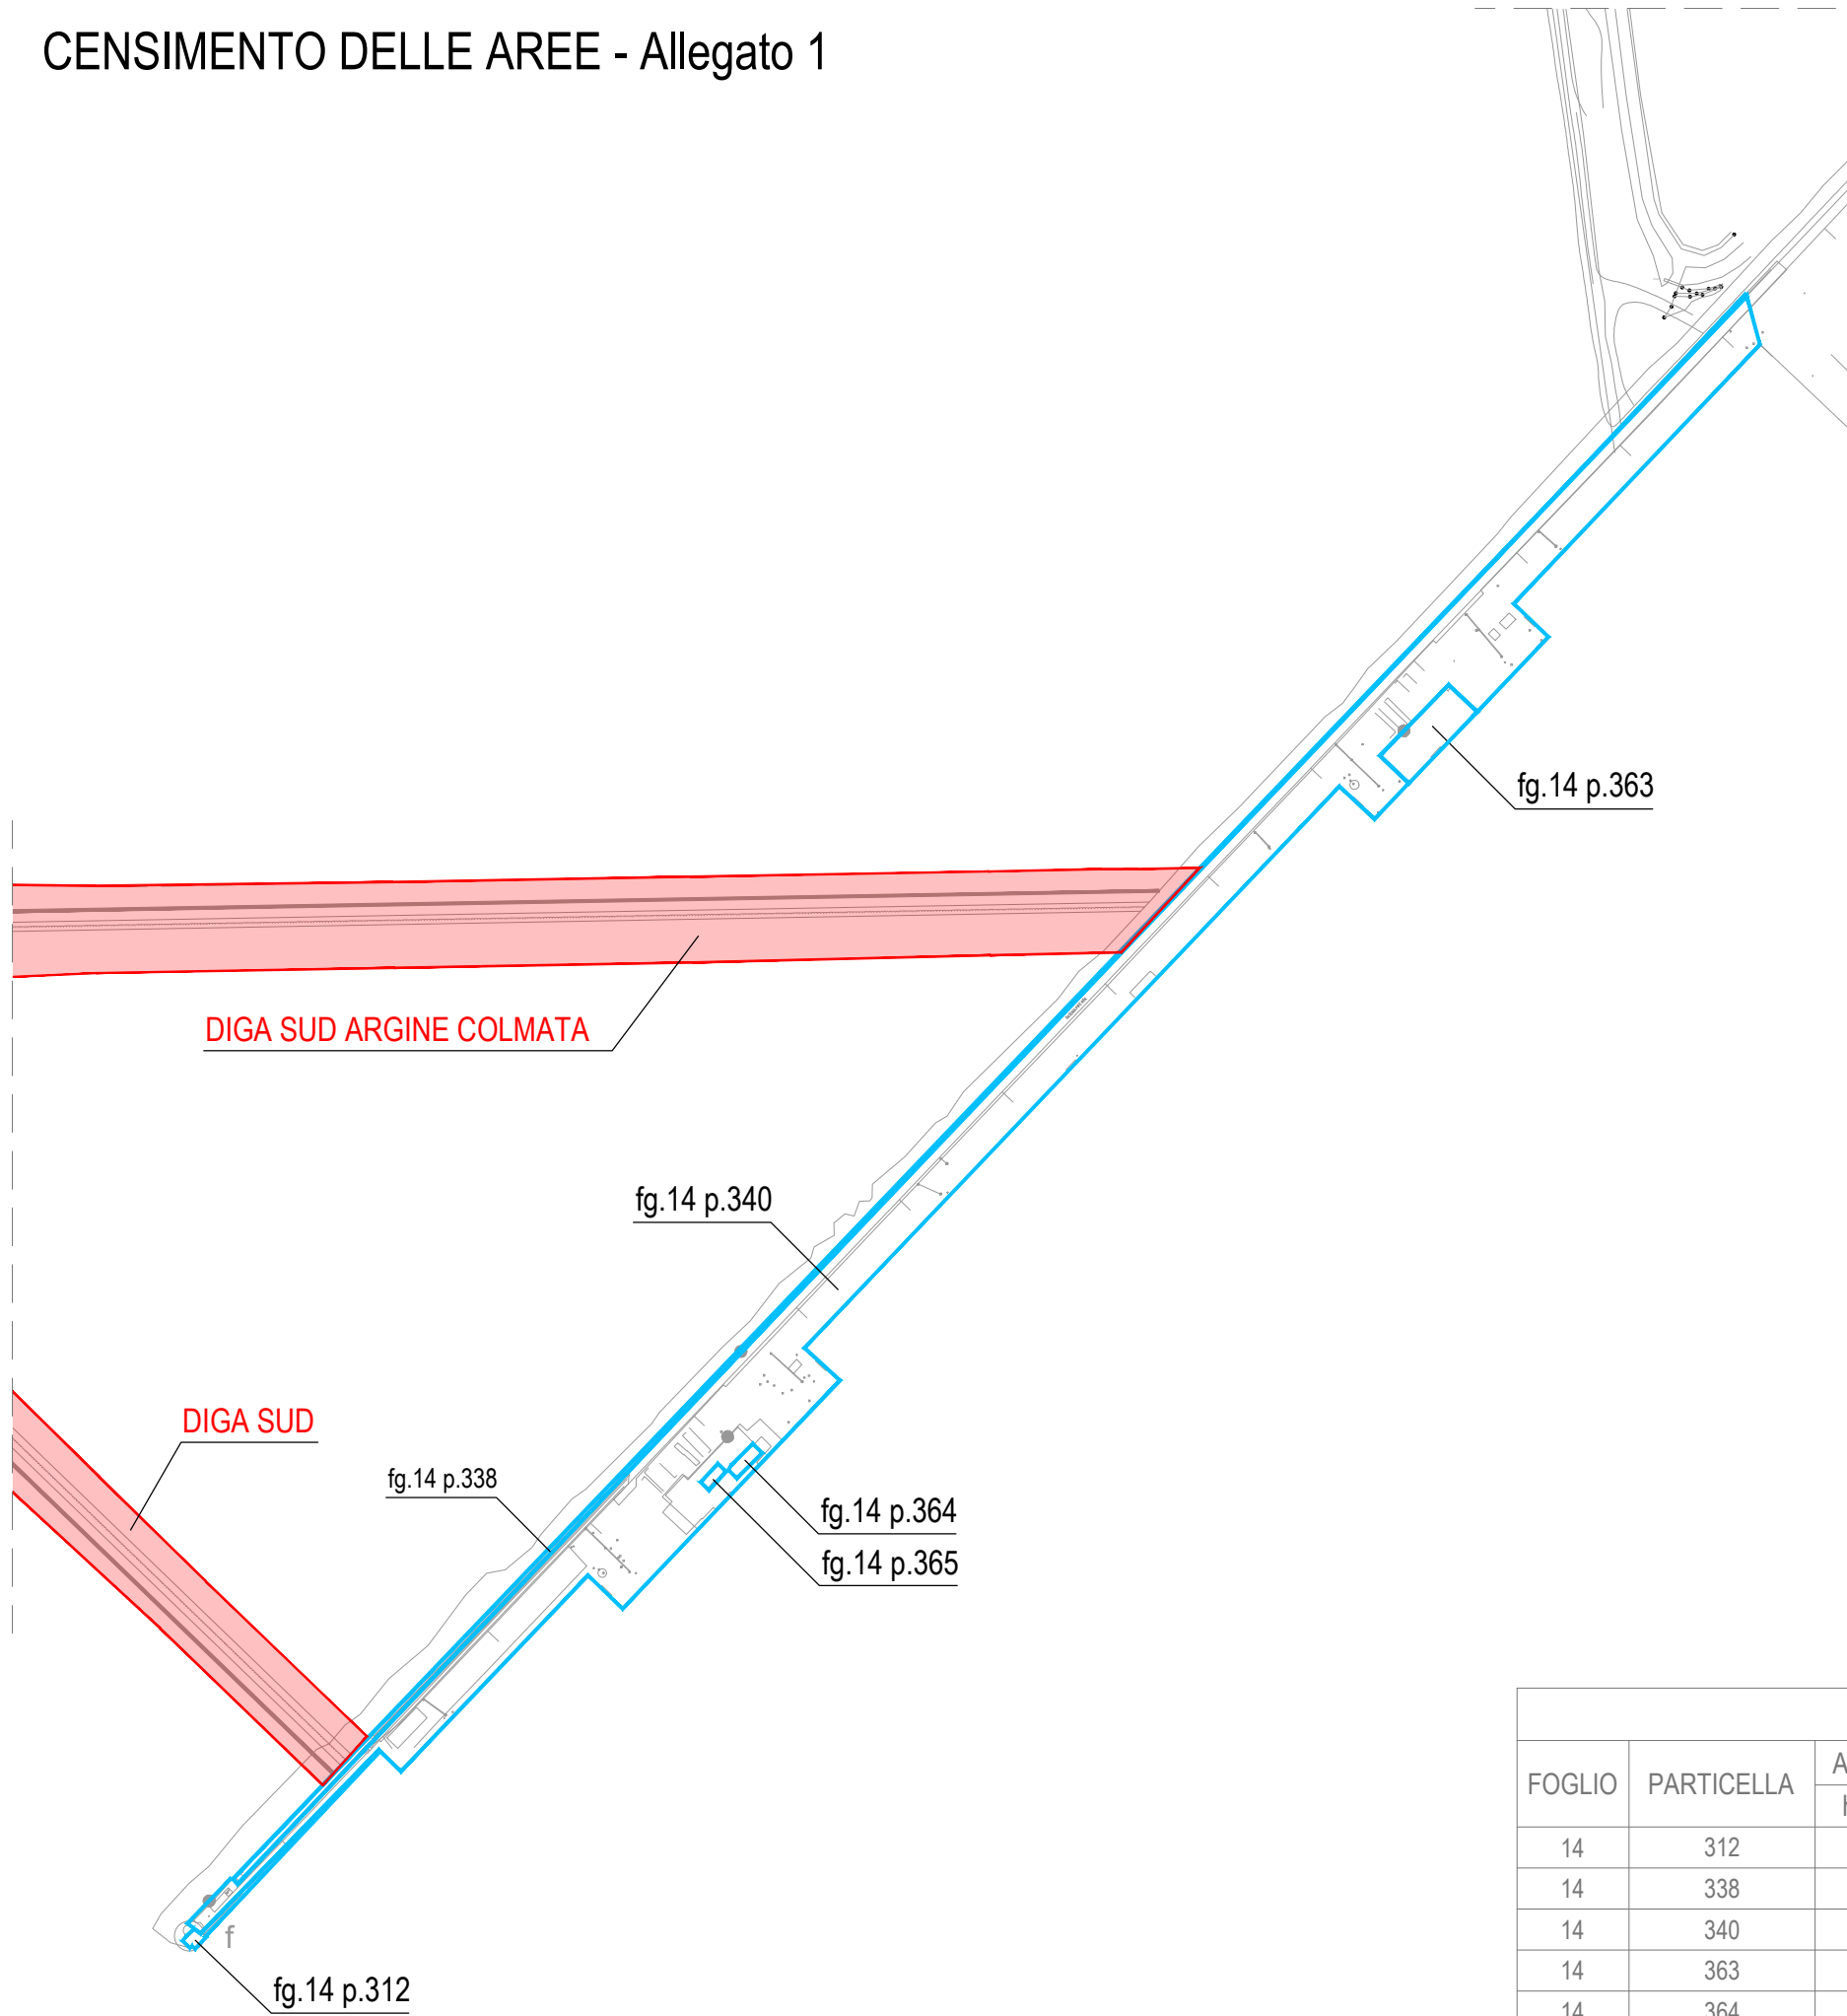 CENSIMENTO DELLE AREE - Allegato 1
fg.14 p.363
DIGA SUD ARGINE COLMATA
fg.14 p.340
DIGA SUD
fg.14 p.338
fg.14 p.364
fg.14 p.365
f
fg.14 p.312
FOGLIO PARTICELLA
14 312
14 338
14 340
14 363
14 364